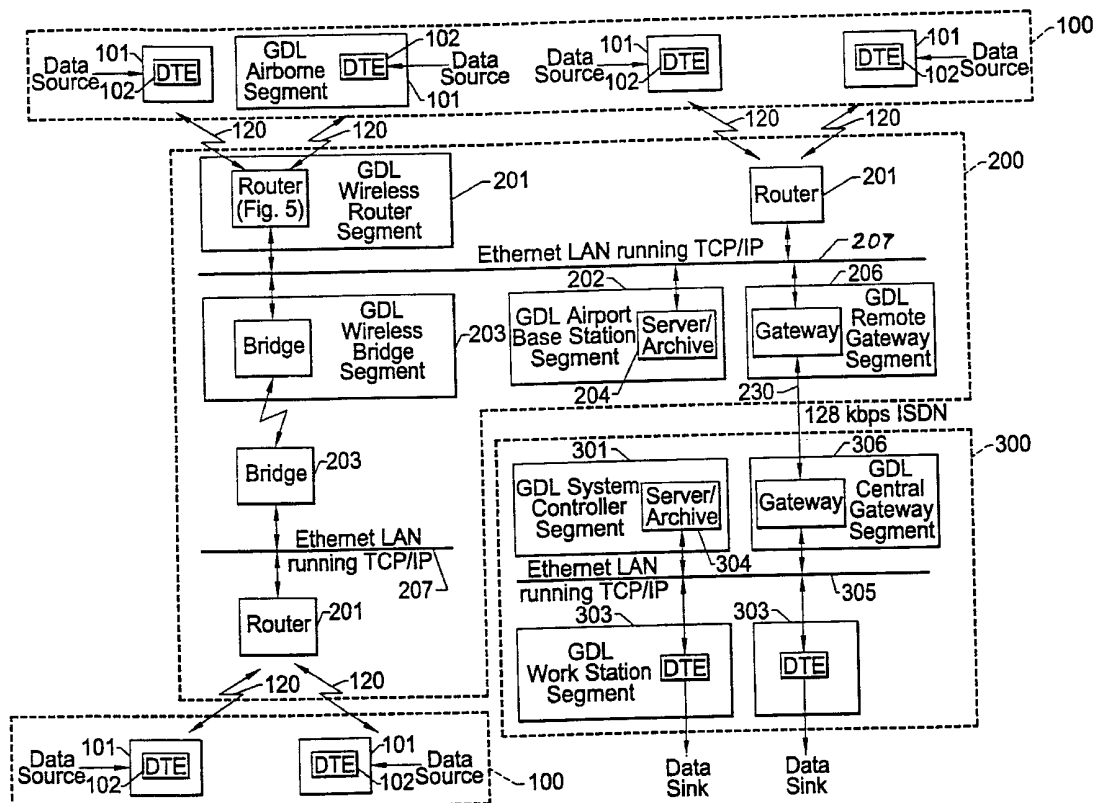 Data
Source
101
102
DTE
GDL
Airborne
Segment
DTE
102
Data
Source
101
Data
Source
101
102
DTE
DTE
101
102
Data
Source
100
120
120
120
120
Router
(Fig. 5)
GDL
Wireless
Router
Segment
201
Router
201
200
Ethernet LAN running TCP/IP
207
Bridge
GDL
Wireless
Bridge
Segment
203
202
GDL Airport
Base Station
Segment
Server/
Archive
204
206
Gateway
GDL
Remote
Gateway
Segment
230
128 kbps ISDN
Bridge
203
Ethernet LAN
running TCP/IP
207
Router
201
120
120
301
GDL System
Controller
Segment
Server/
Archive
304
306
Gateway
GDL
Central
Gateway
Segment
300
Ethernet LAN
running TCP/IP
305
303
GDL
Work Station
Segment
DTE
303
DTE
Data
Sink
Data
Sink
Data
Source
101
102
DTE
DTE
101
102
Data
Source
100